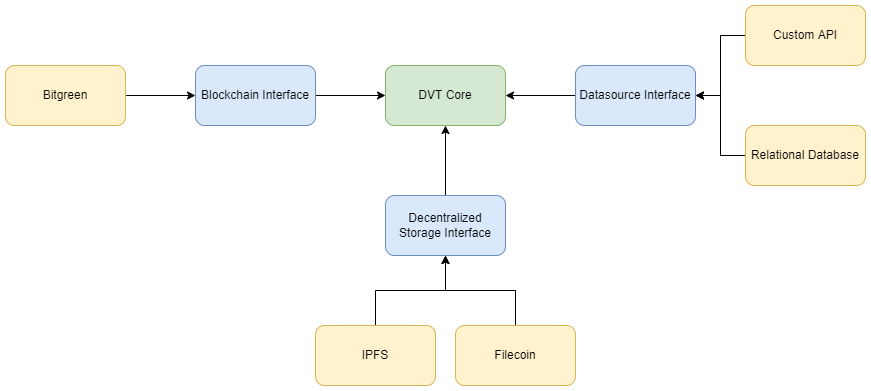 Custom API
Bitgreen
Blockchain Interface
DVT Core
Datasource Interface
Relational Database
Decentralized
Storage Interface
IPFS
Filecoin